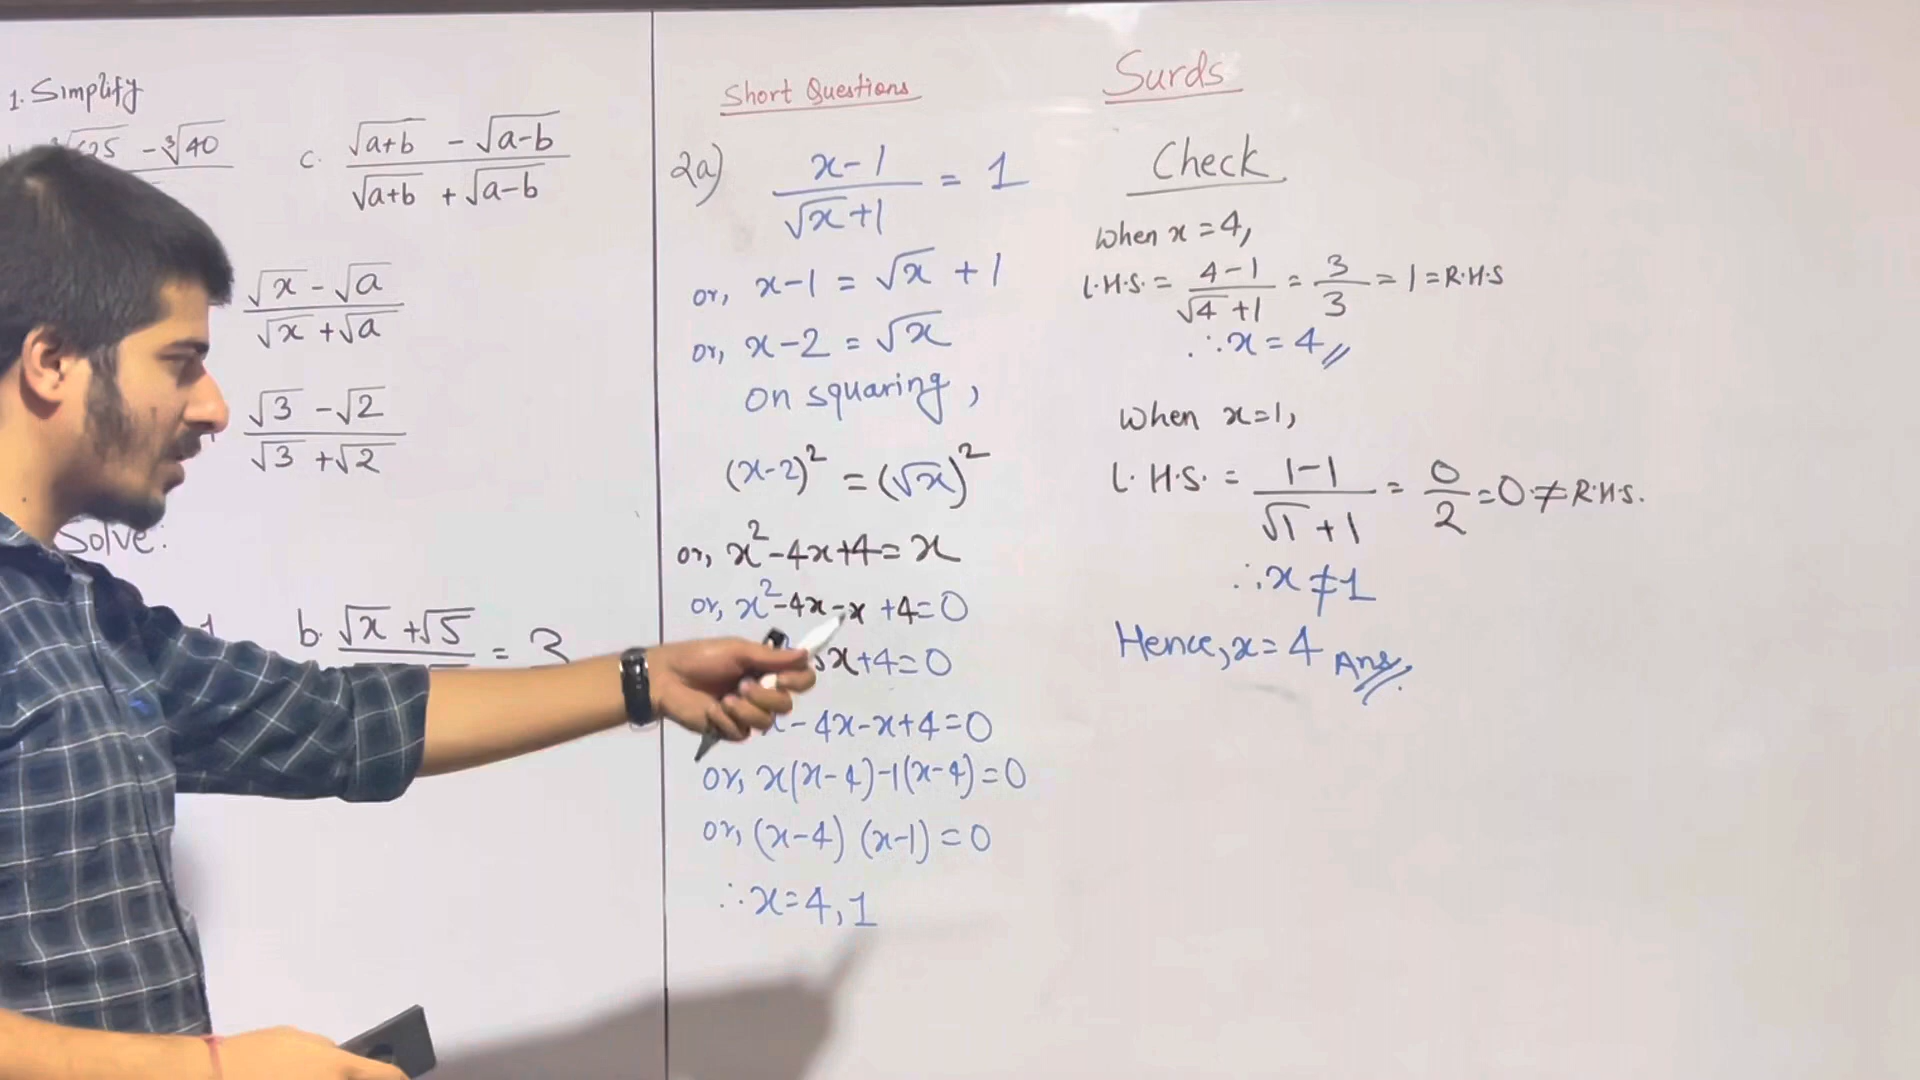 1. Simplify
25 - ∛40
c. (√(a+b) - √(a-b)) / (√(a+b) + √(a-b))
(√x - √a) / (√x + √a)
(√3 - √2) / (√3 + √2)
Solve:
b. √x + √5 = 3
Short Questions
2a) (x-1) / (√x+1) = 1
or, x-1 = √x + 1
or, x-2 = √x
On squaring,
(x-2)² = (√x)²
or, x²-4x+4=x
or, x²-4x-x+4=0
x+4=0
-4x-x+4=0
or, x(x-4)-1(x-4)=0
or, (x-4) (x-1)=0
∴x=4,1
Surds
Check
When x=4,
L.H.S. = (4-1) / (√4+1) = 3/3 = 1 = R.H.S
∴x=4
When x=1,
L.H.S. = (1-1) / (√1+1) = 0/2 = 0 ≠ R.H.S.
∴x≠1
Hence, x=4 Ans.